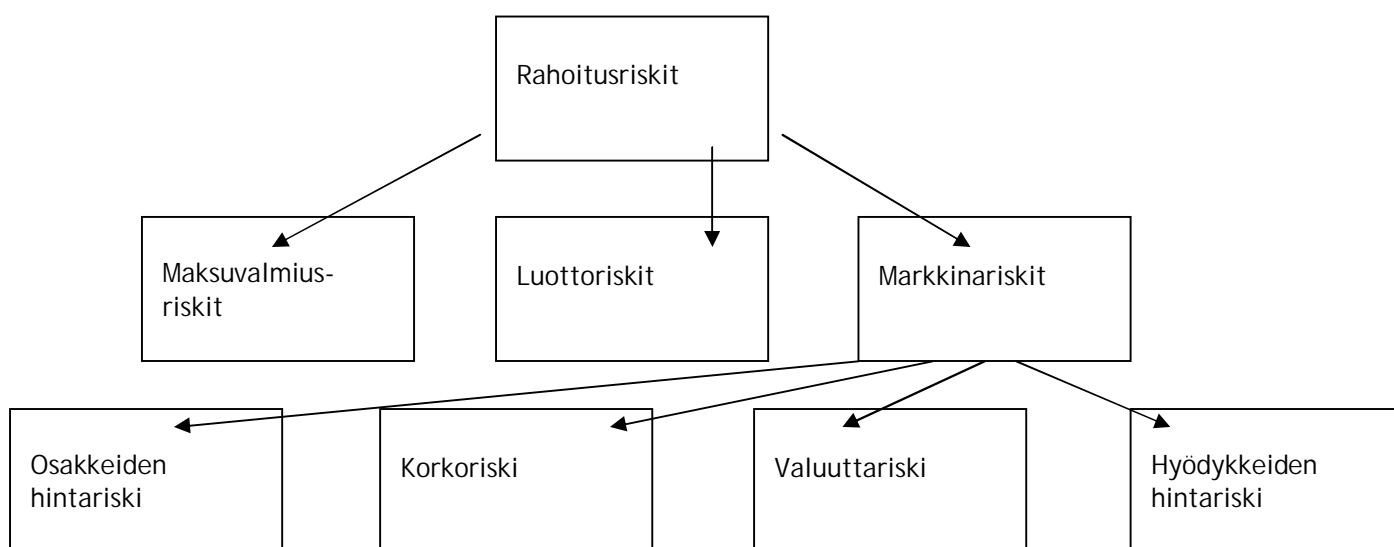 Rahoitusriskit
Maksuvalmius-
riskit
Luottoriskit
Markkinariskit
Osakkeiden
hintariski
Korkoriski
Valuuttariski
Hyödykkeiden
hintariski